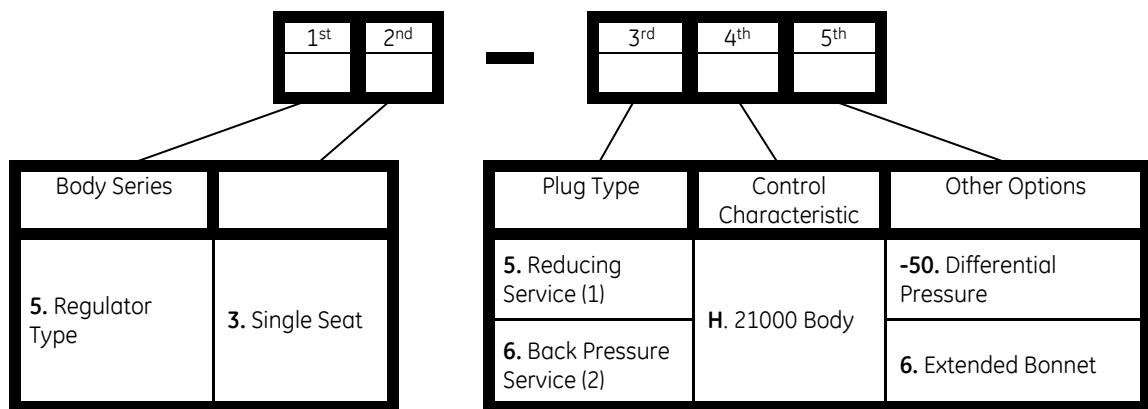 1st 2nd 3rd 4th 5th
Body Series
Plug Type
Control
Characteristic
Other Options
5. Regulator
Type
3. Single Seat
5. Reducing
Service (1)
6. Back Pressure
Service (2)
H. 21000 Body
-50. Differential
Pressure
6. Extended Bonnet